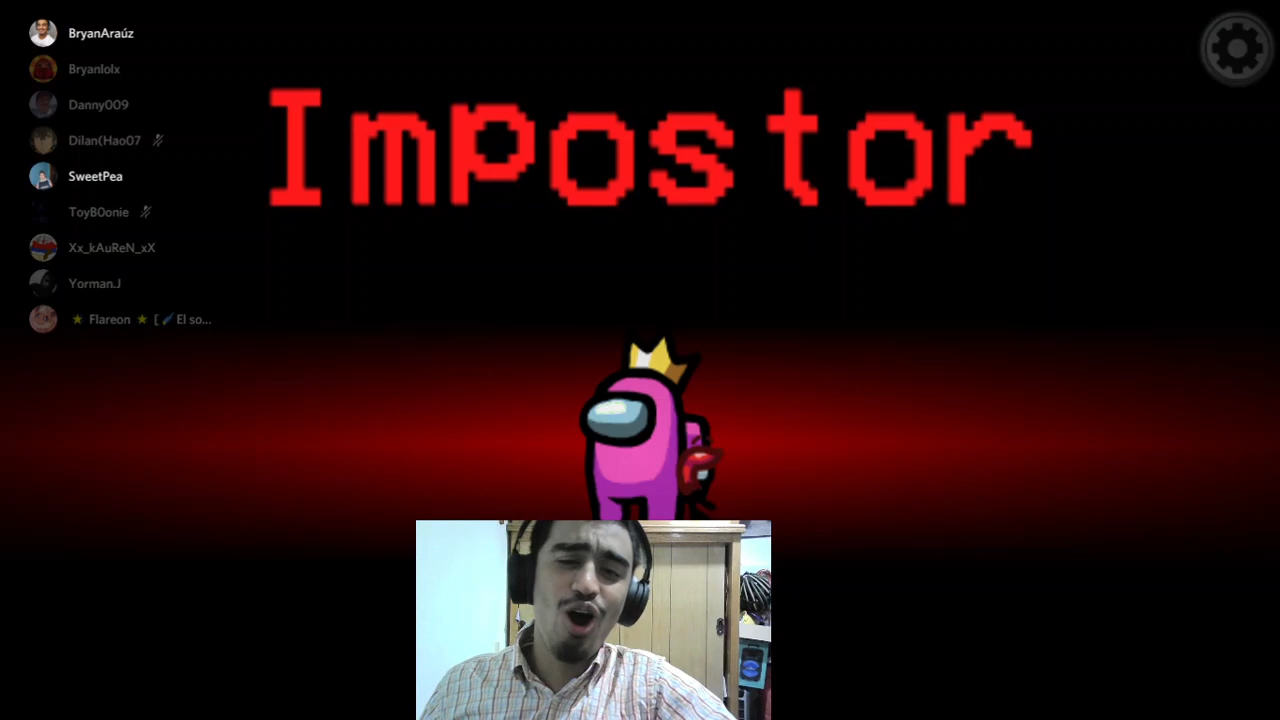 BryanAraúz
Impostor
Bryanlolx
Danny009
Dilan(Hao07
SweetPea
ToyB0onie
Xx_kAuReN_xX
Yorman.J
★ Flareon ★ [ El so...